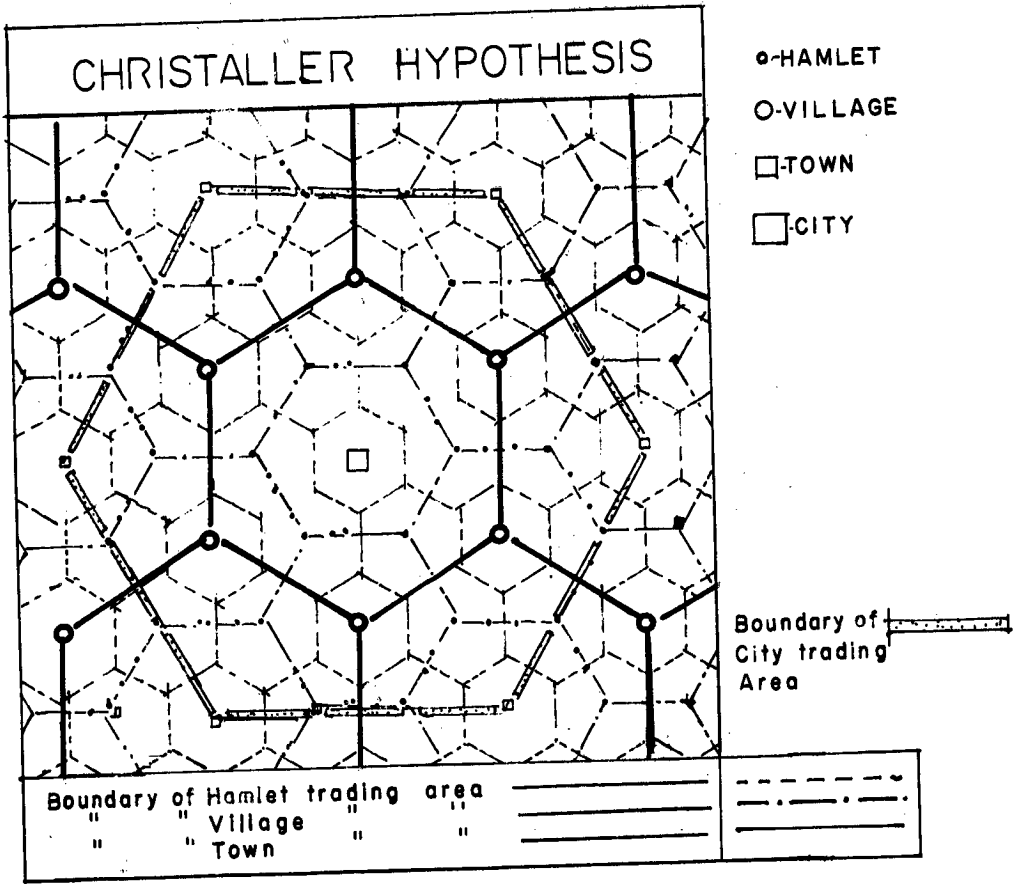 CHRISTALLER HYPOTHESIS
o-HAMLET
O-VILLAGE
□-TOWN
□-CITY
Boundary of
City trading
Area
Boundary of Hamlet trading area
" " Village " "
" " Town " "